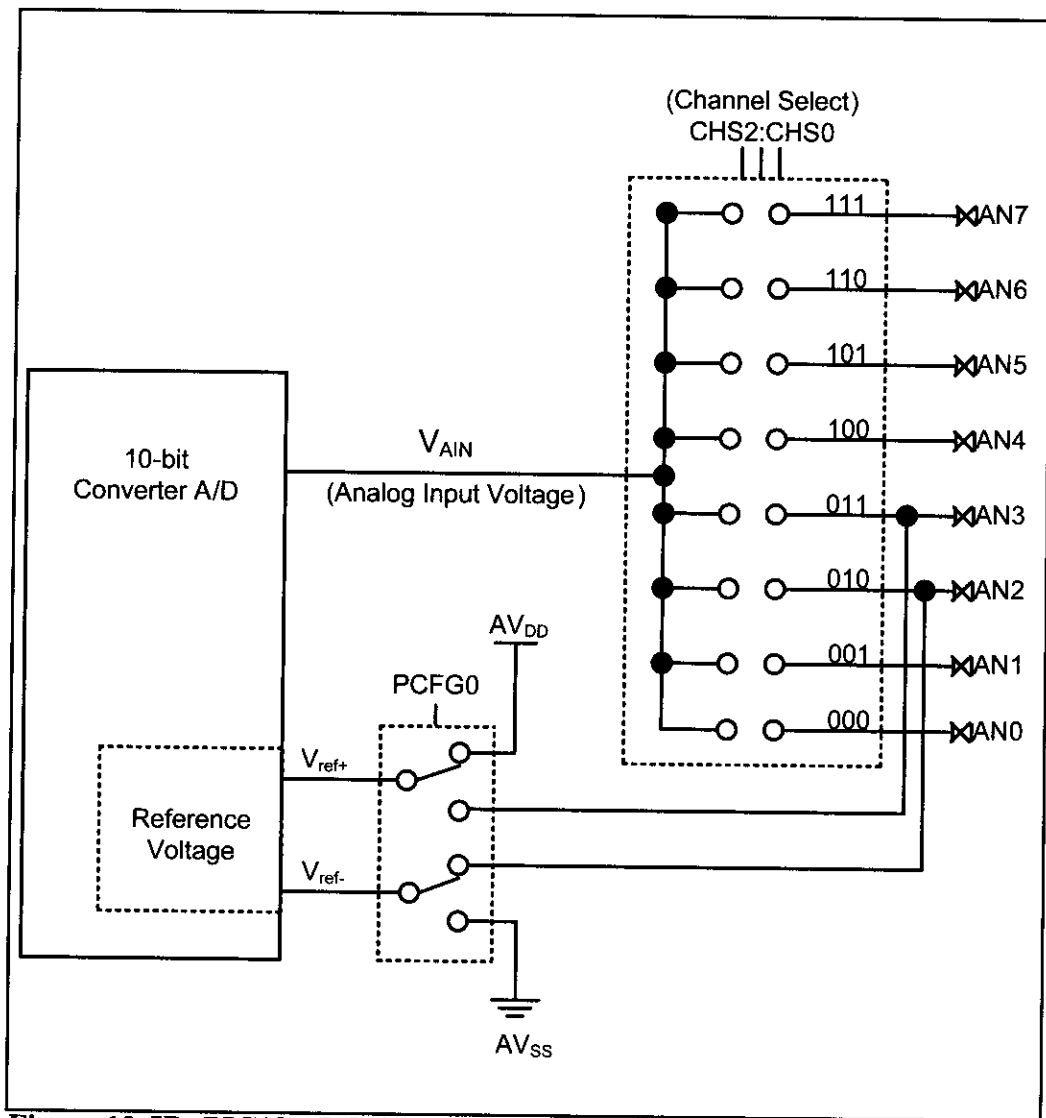 (Channel Select)
CHS2:CHS0
111
AN7
110
AN6
101
AN5
100
AN4
011
AN3
010
AN2
001
AN1
000
AN0
10-bit
Converter A/D
VAIN
(Analog Input Voltage)
AVDD
PCFG0
Vref+
Reference
Voltage
Vref-
AVSS